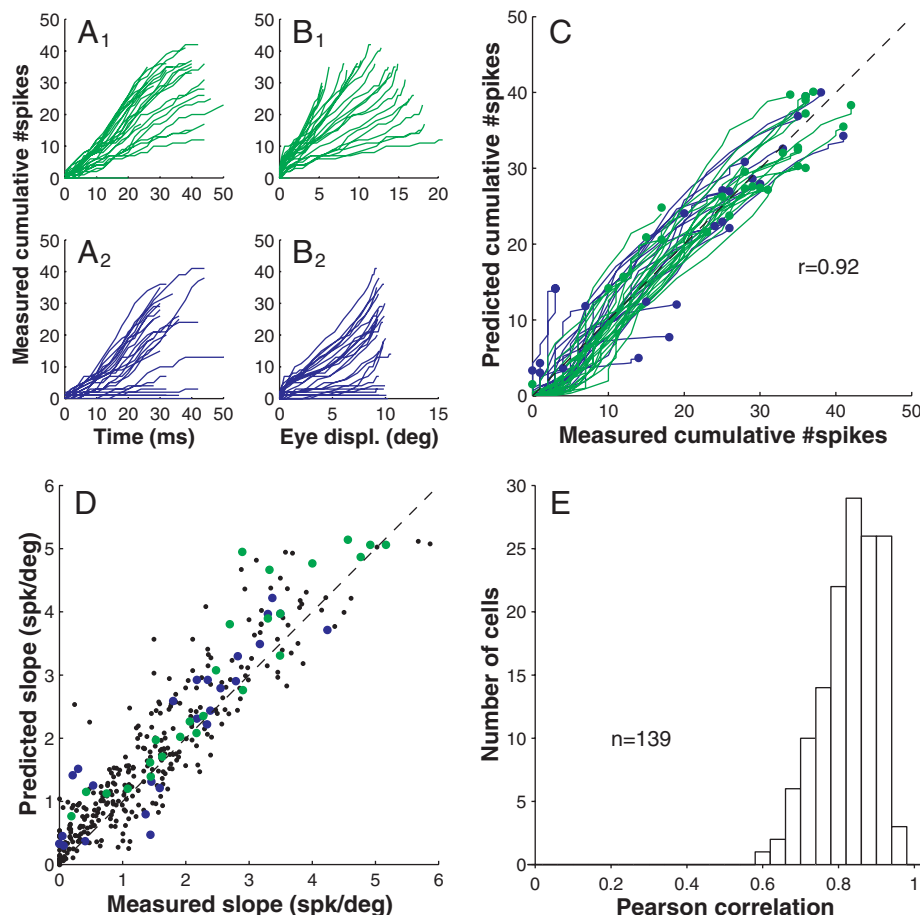 A1
B1
C
50
40
30
20
10
0
0 10 20 30 40 50
0 5 10 15 20
Measured cumulative #spikes
A2
B2
50
40
30
20
10
0
0 10 20 30 40 50
0 5 10 15
Time (ms)
Eye displ. (deg)
Predicted cumulative #spikes
50
40
30
20
10
0
r=0.92
0 10 20 30 40 50
Measured cumulative #spikes
D
Predicted slope (spk/deg)
6
5
4
3
2
1
0
0 1 2 3 4 5 6
Measured slope (spk/deg)
E
Number of cells
30
25
20
15
10
5
0
n=139
0 0.2 0.4 0.6 0.8 1
Pearson correlation